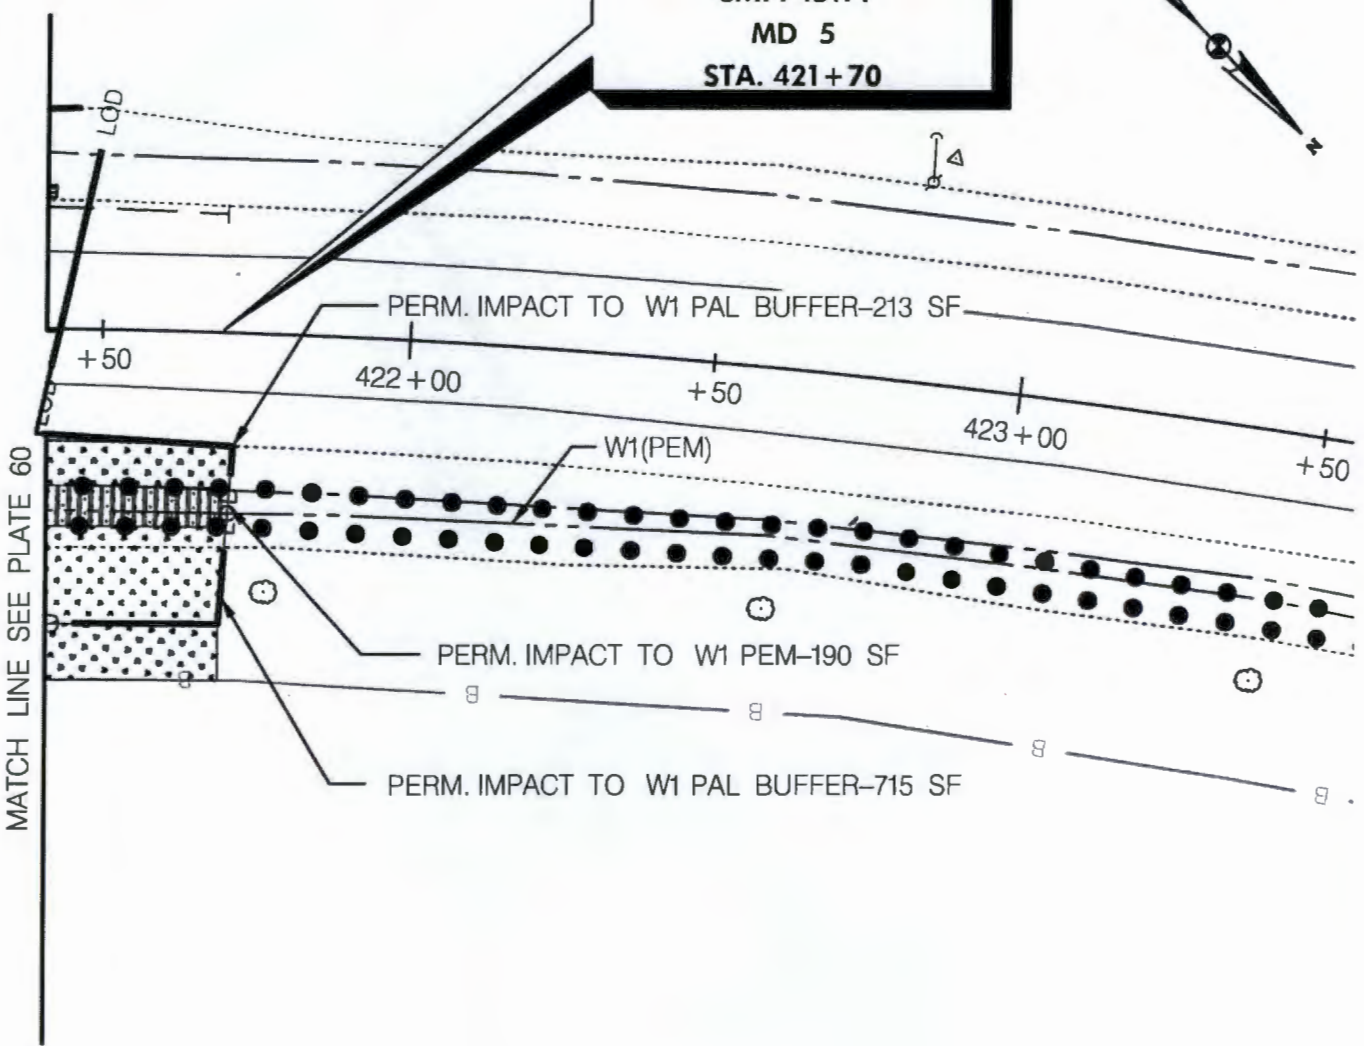 MD 5
STA. 421+70
LOD
N
PERM. IMPACT TO W1 PAL BUFFER-213 SF
+50
422+00
+50
423+00
+50
W1(PEM)
MATCH LINE SEE PLATE 60
PERM. IMPACT TO W1 PEM-190 SF
B
B
B
B
B
PERM. IMPACT TO W1 PAL BUFFER-715 SF